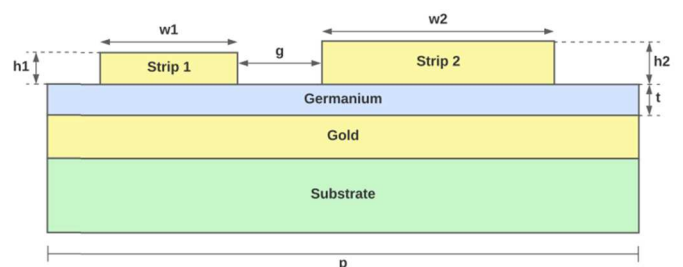 w1
w2
g
h1
Strip 1
Strip 2
h2
Germanium
t
Gold
Substrate
p